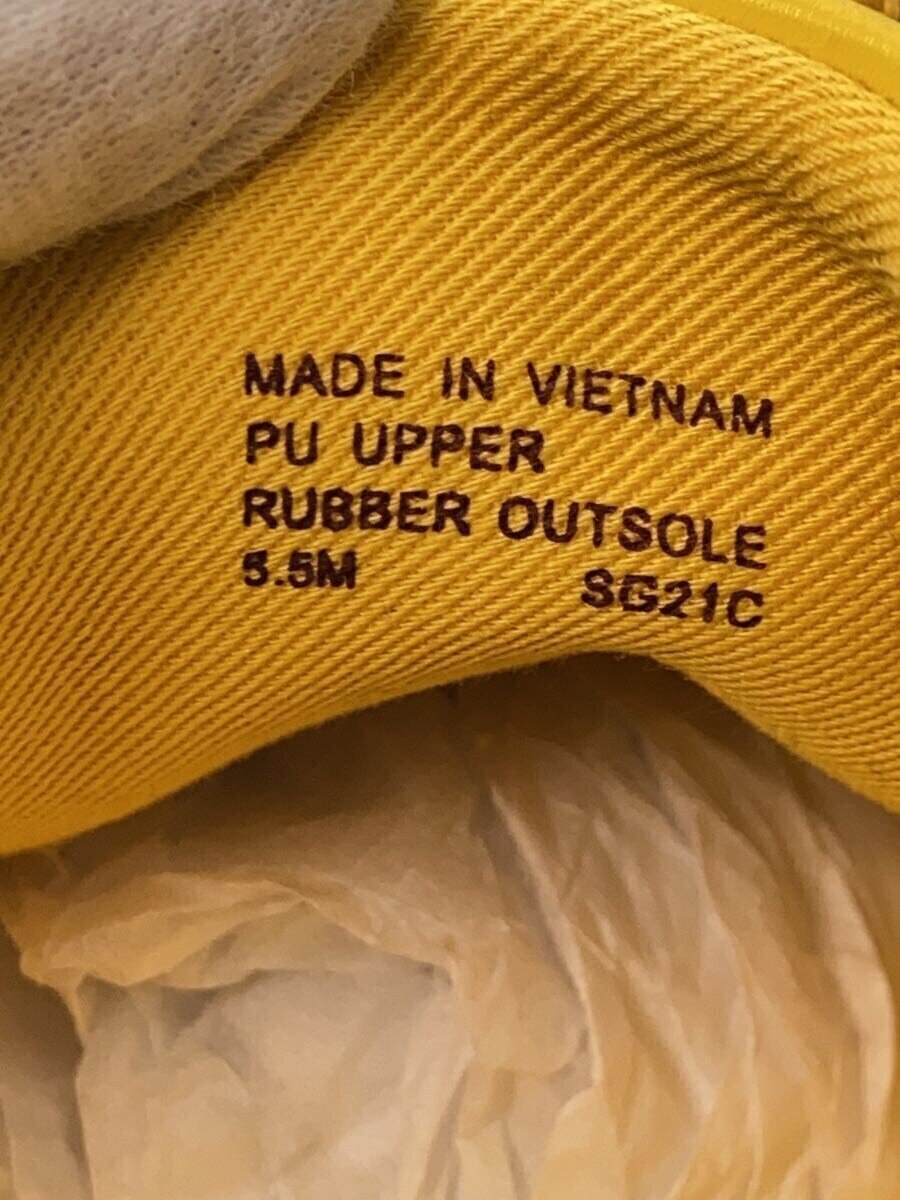 MADE IN VIETNAM
PU UPPER
RUBBER OUTSOLE
5.5M SG21C